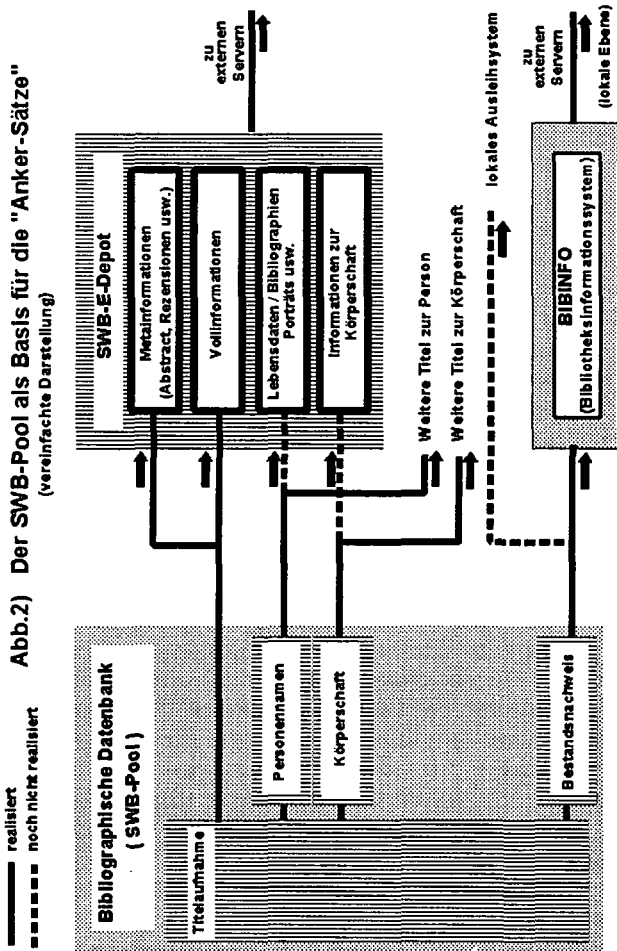 Abb.2) Der SWB-Pool als Basis für die "Anker-Sätze"
(vereinfachte Darstellung)
realisiert
noch nicht realisiert
Bibliographische Datenbank
( SWB-Pool )
Titelaufnahme
Personennamen
Körperschaft
Bestandsnachweis
SWB-E-Depot
Metainformationen
(Abstract, Rezensionen usw.)
Vollinformationen
Lebensdaten / Bibliographien
Porträts usw.
Informationen zur
Körperschaft
zu
externen
Servern
Weitere Titel zur Person
Weitere Titel zur Körperschaft
lokales Ausleihsystem
BIBINFO
(Bibliotheksinformationssystem)
zu
externen
Servern
(lokale Ebene)